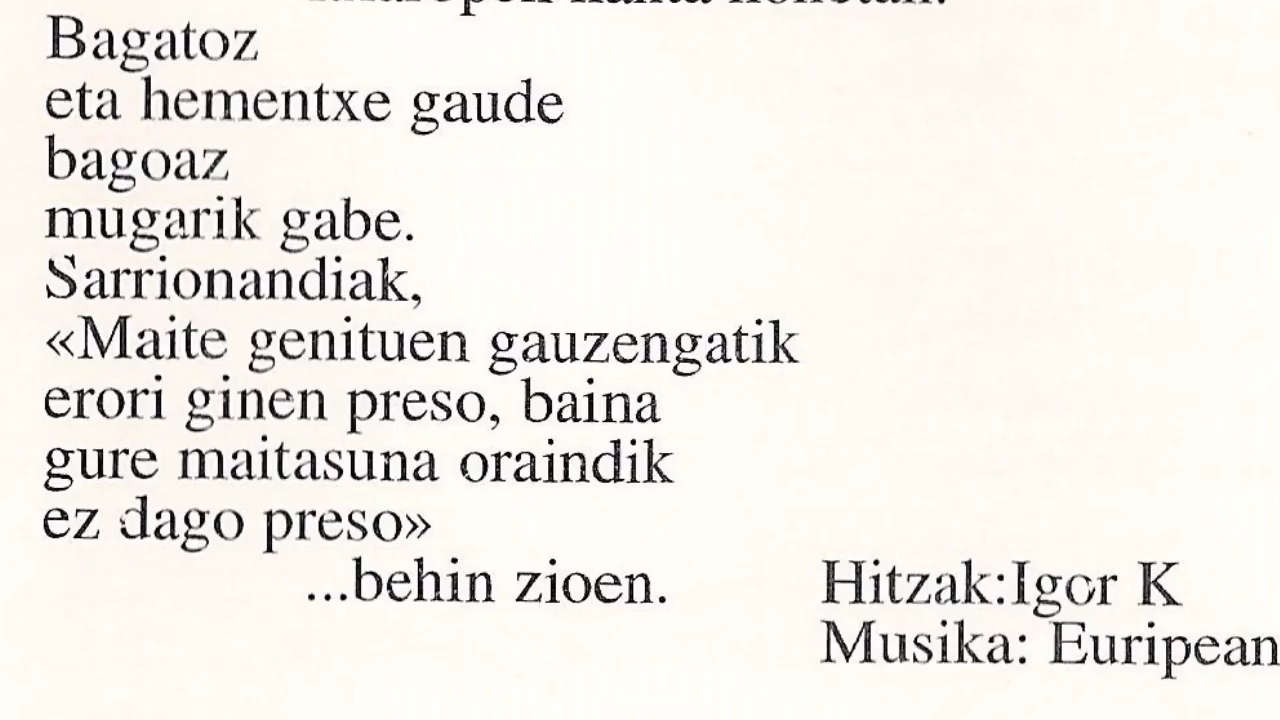 Bagatoz
eta hementxe gaude
bagoaz
mugarik gabe.
Sarrionandiak,
«Maite genituen gauzengatik
erori ginen preso, baina
gure maitasuna oraindik
ez dago preso»
...behin zioen.
Hitzak:Igor K
Musika: Euripean